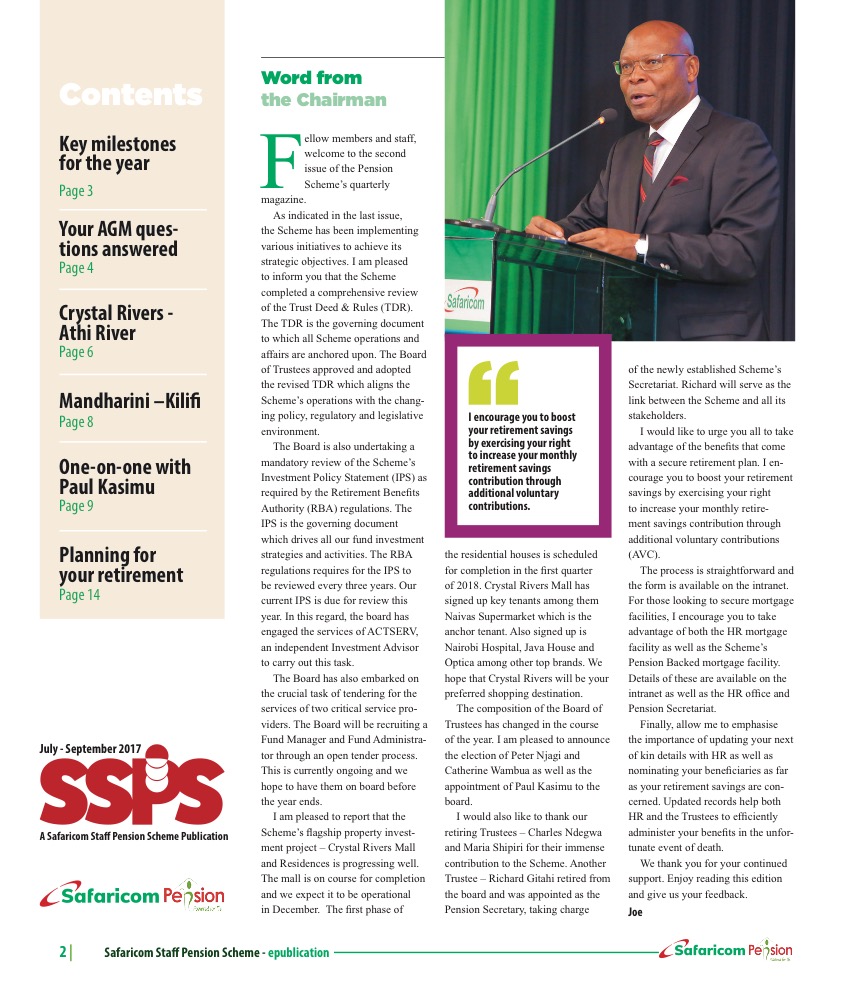 Contents
Key milestones
for the year
Page 3
Your AGM ques-
tions answered
Page 4
Crystal Rivers -
Athi River
Page 6
Mandharini –Kilifi
Page 8
One-on-one with
Paul Kasimu
Page 9
Planning for
your retirement
Page 14
July - September 2017
SSPS
A Safaricom Staff Pension Scheme Publication
Safaricom Pension
Word from
the Chairman
Fellow members and staff,
welcome to the second
issue of the Pension
Scheme's quarterly
magazine.
As indicated in the last issue,
the Scheme has been implementing
various initiatives to achieve its
strategic objectives. I am pleased
to inform you that the Scheme
completed a comprehensive review
of the Trust Deed & Rules (TDR).
The TDR is the governing document
to which all Scheme operations and
affairs are anchored upon. The Board
of Trustees approved and adopted
the revised TDR which aligns the
Scheme's operations with the chang-
ing policy, regulatory and legislative
environment.
The Board is also undertaking a
mandatory review of the Scheme's
Investment Policy Statement (IPS) as
required by the Retirement Benefits
Authority (RBA) regulations. The
IPS is the governing document
which drives all our fund investment
strategies and activities. The RBA
regulations requires for the IPS to
be reviewed every three years. Our
current IPS is due for review this
year. In this regard, the board has
engaged the services of ACTSERV,
an independent Investment Advisor
to carry out this task.
The Board has also embarked on
the crucial task of tendering for the
services of two critical service pro-
viders. The Board will be recruiting a
Fund Manager and Fund Administra-
tor through an open tender process.
This is currently ongoing and we
hope to have them on board before
the year ends.
I am pleased to report that the
Scheme's flagship property invest-
ment project – Crystal Rivers Mall
and Residences is progressing well.
The mall is on course for completion
and we expect it to be operational
in December. The first phase of
Safaricom
I encourage you to boost
your retirement savings
by exercising your right
to increase your monthly
retirement savings
contribution through
additional voluntary
contributions.
the residential houses is scheduled
for completion in the first quarter
of 2018. Crystal Rivers Mall has
signed up key tenants among them
Naivas Supermarket which is the
anchor tenant. Also signed up is
Nairobi Hospital, Java House and
Optica among other top brands. We
hope that Crystal Rivers will be your
preferred shopping destination.
The composition of the Board of
Trustees has changed in the course
of the year. I am pleased to announce
the election of Peter Njagi and
Catherine Wambua as well as the
appointment of Paul Kasimu to the
board.
I would also like to thank our
retiring Trustees – Charles Ndegwa
and Maria Shipiri for their immense
contribution to the Scheme. Another
Trustee – Richard Gitahi retired from
the board and was appointed as the
Pension Secretary, taking charge
of the newly established Scheme's
Secretariat. Richard will serve as the
link between the Scheme and all its
stakeholders.
I would like to urge you all to take
advantage of the benefits that come
with a secure retirement plan. I en-
courage you to boost your retirement
savings by exercising your right
to increase your monthly retire-
ment savings contribution through
additional voluntary contributions
(AVC).
The process is straightforward and
the form is available on the intranet.
For those looking to secure mortgage
facilities, I encourage you to take
advantage of both the HR mortgage
facility as well as the Scheme's
Pension Backed mortgage facility.
Details of these are available on the
intranet as well as the HR office and
Pension Secretariat.
Finally, allow me to emphasise
the importance of updating your next
of kin details with HR as well as
nominating your beneficiaries as far
as your retirement savings are con-
cerned. Updated records help both
HR and the Trustees to efficiently
administer your benefits in the unfor-
tunate event of death.
We thank you for your continued
support. Enjoy reading this edition
and give us your feedback.
Joe
2 |
Safaricom Staff Pension Scheme - epublication
Safaricom Pension